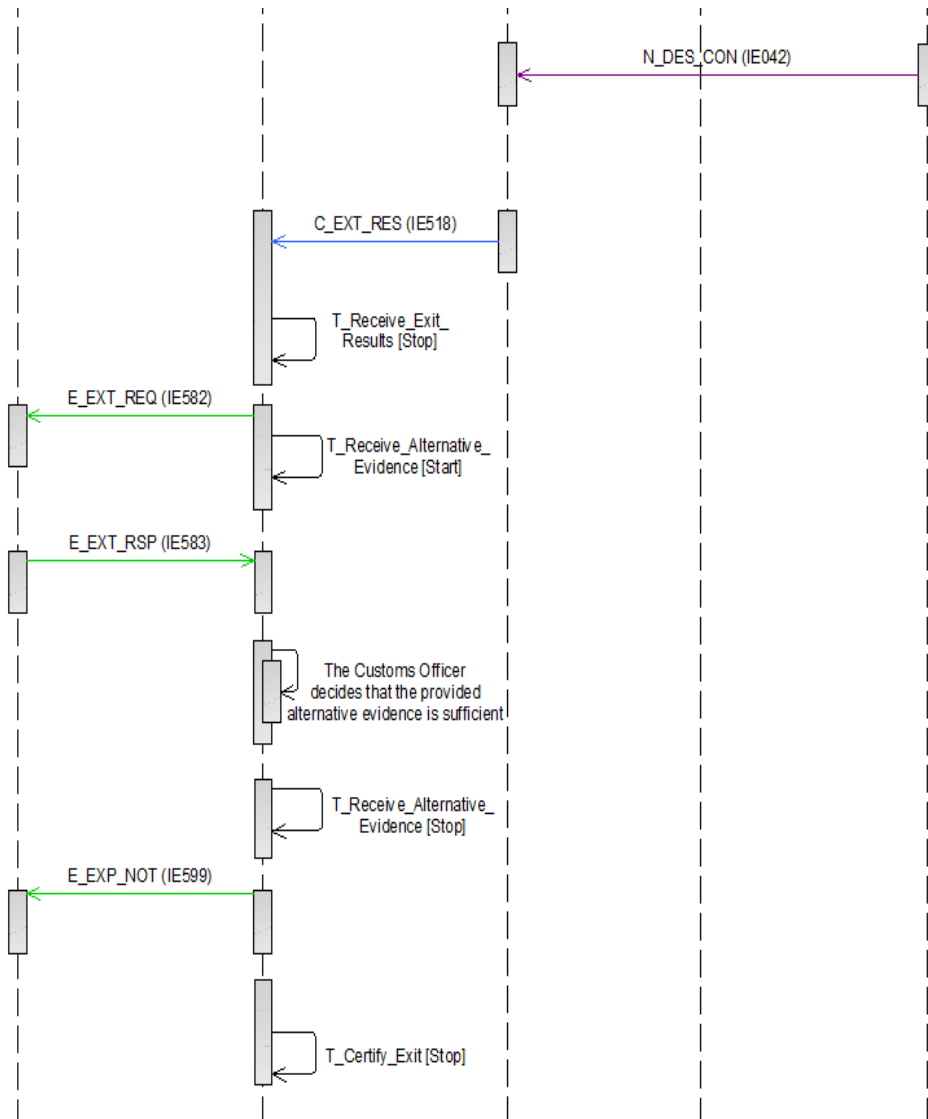 N_DES_CON (IE042)
C_EXT_RES (IE518)
T_Receive_Exit_
Results [Stop]
E_EXT_REQ (IE582)
T_Receive_Alternative_
Evidence [Start]
E_EXT_RSP (IE583)
The Customs Officer
decides that the provided
alternative evidence is sufficient
T_Receive_Alternative_
Evidence [Stop]
E_EXP_NOT (IE599)
T_Certify_Exit [Stop]